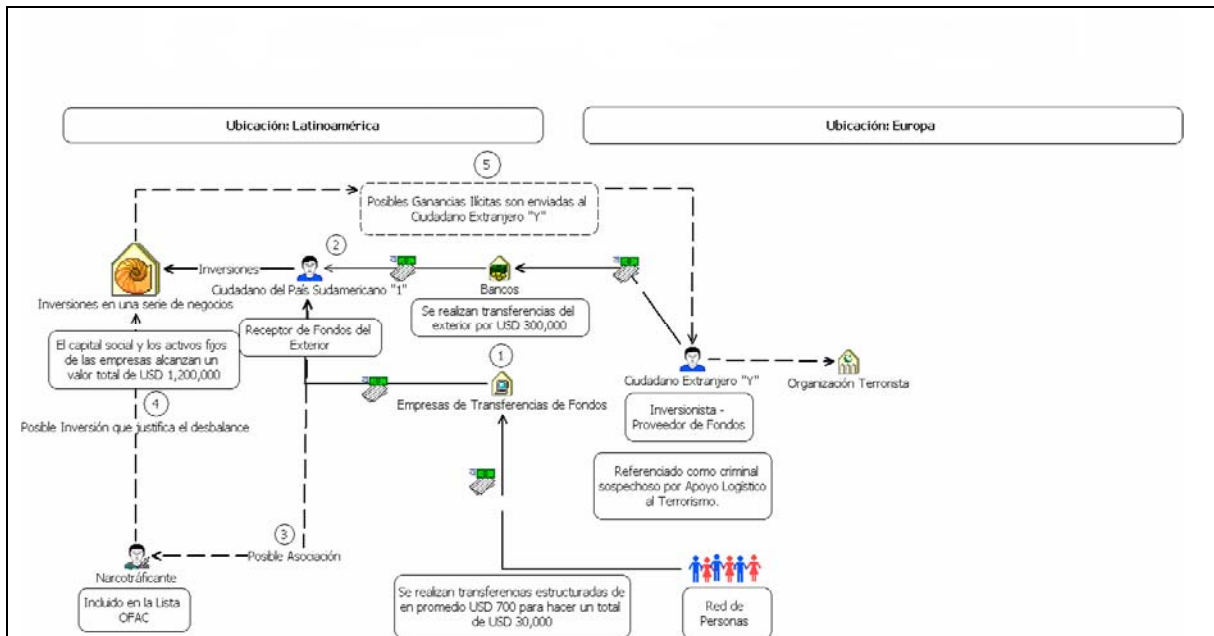 Ubicación: Latinoamérica
Ubicación: Europa
5
Posibles Ganancias Ilícitas son enviadas al
Ciudadano Extranjero "Y"
2
Inversiones
Ciudadano del País Sudamericano "1"
Bancos
Inversiones en una serie de negocios
Se realizan transferencias del
exterior por USD 300,000
Receptor de Fondos del
Exterior
El capital social y los activos fijos
de las empresas alcanzan un
valor total de USD 1,200,000
1
Empresas de Transferencias de Fondos
Ciudadano Extranjero "Y"
Organización Terrorista
Inversionista -
Proveedor de Fondos
4
Posible Inversión que justifica el desbalance
Referenciado como criminal
sospechoso por Apoyo Logístico
al Terrorismo.
3
Posible Asociación
Narcotráficante
Incluido en la Lista
OFAC
Se realizan transferencias estructuradas de
en promedio USD 700 para hacer un total
de USD 30,000
Red de
Personas